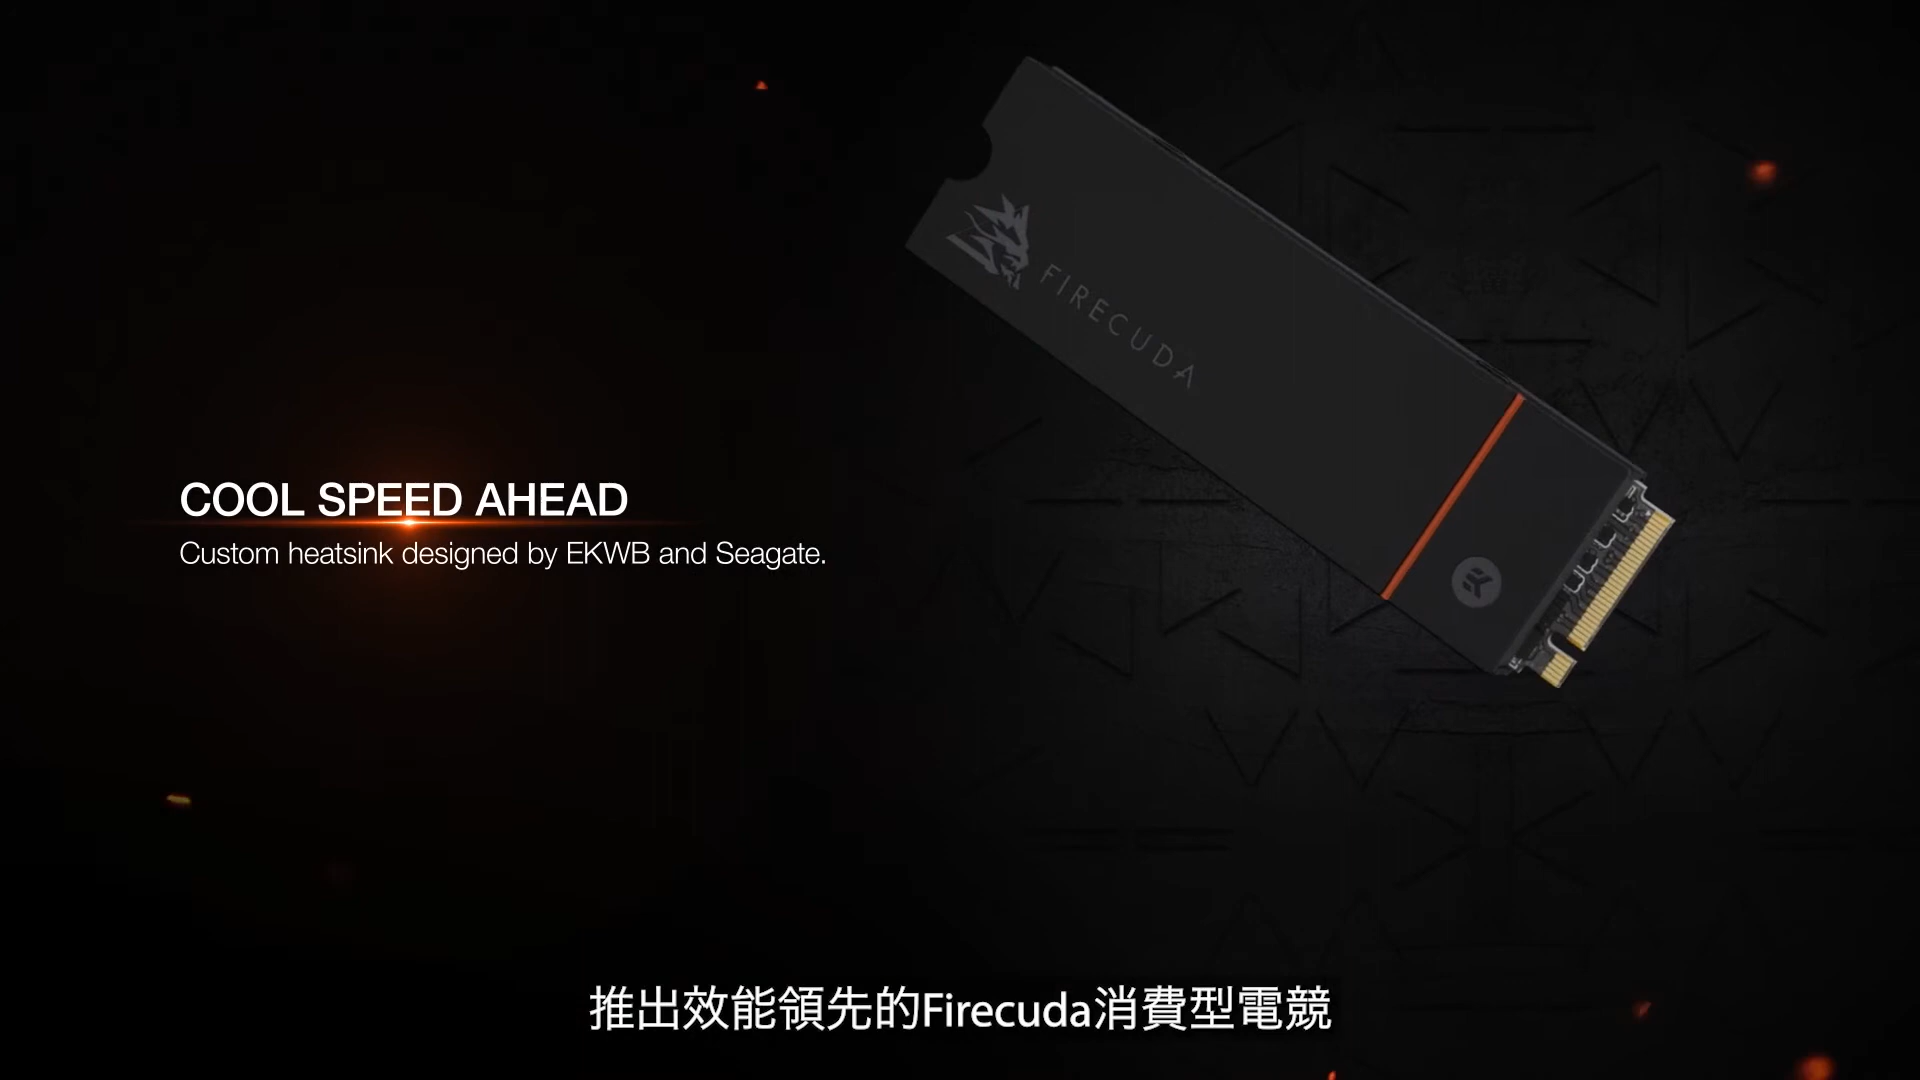 FIRECUDA
COOL SPEED AHEAD
Custom heatsink designed by EKWB and Seagate.
推出效能領先的Firecuda消費型電競